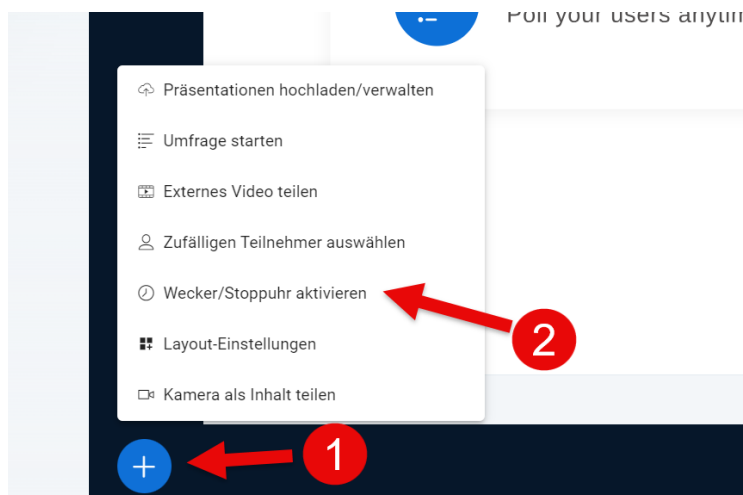 Poll your users anytim
Präsentationen hochladen/verwalten
Umfrage starten
Externes Video teilen
Zufälligen Teilnehmer auswählen
Wecker/Stoppuhr aktivieren
2
Layout-Einstellungen
Kamera als Inhalt teilen
1